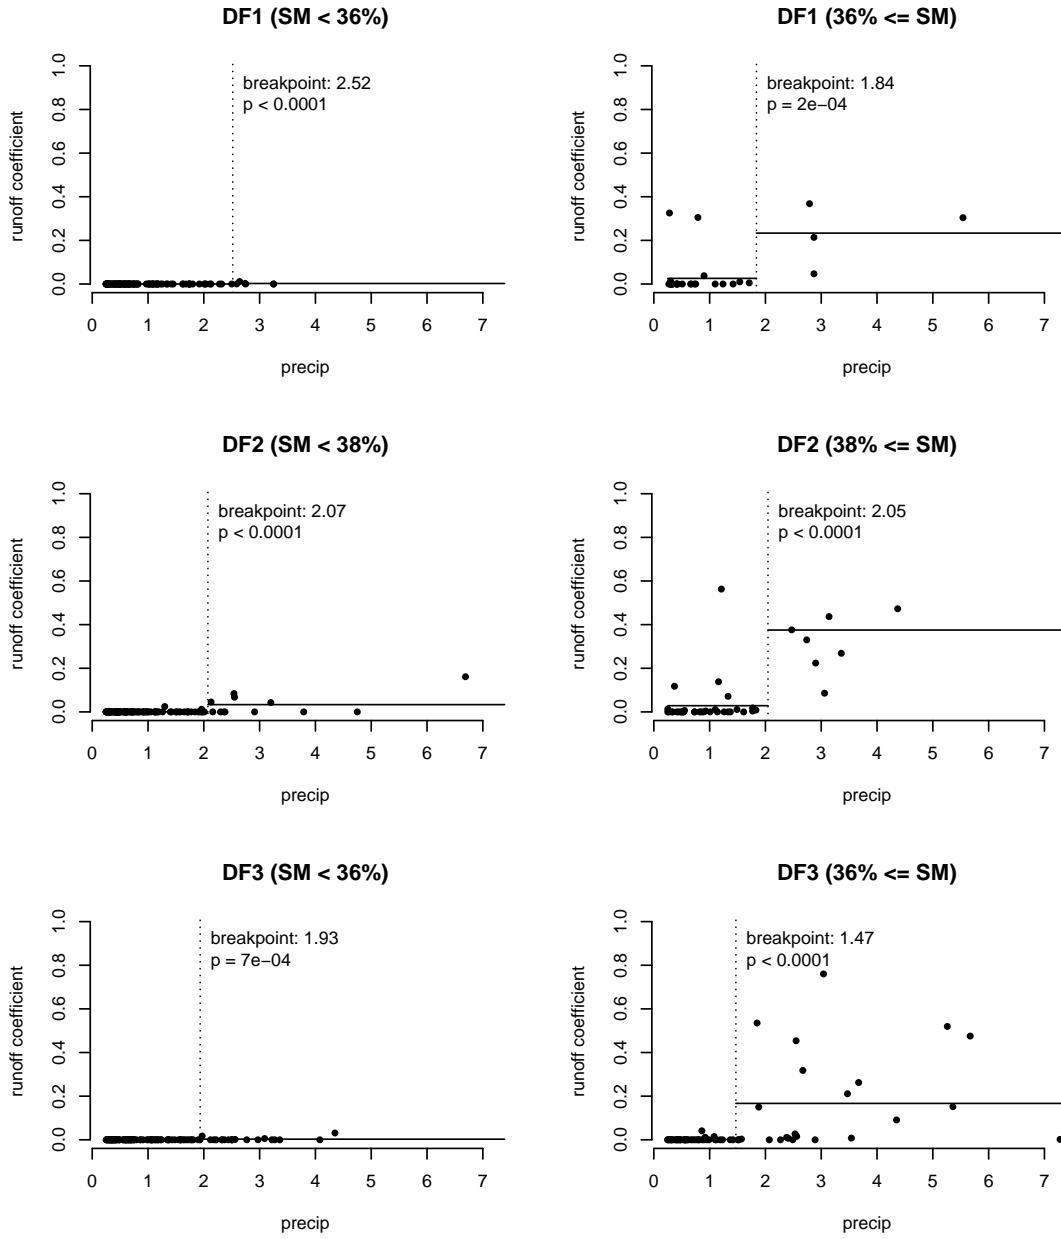 DF1 (SM < 36%)
breakpoint: 2.52
p < 0.0001
runoff coefficient
0.0 0.2 0.4 0.6 0.8 1.0
0 1 2 3 4 5 6 7
precip
DF1 (36% <= SM)
breakpoint: 1.84
p = 2e−04
runoff coefficient
0.0 0.2 0.4 0.6 0.8 1.0
0 1 2 3 4 5 6 7
precip
DF2 (SM < 38%)
breakpoint: 2.07
p < 0.0001
runoff coefficient
0.0 0.2 0.4 0.6 0.8 1.0
0 1 2 3 4 5 6 7
precip
DF2 (38% <= SM)
breakpoint: 2.05
p < 0.0001
runoff coefficient
0.0 0.2 0.4 0.6 0.8 1.0
0 1 2 3 4 5 6 7
precip
DF3 (SM < 36%)
breakpoint: 1.93
p = 7e−04
runoff coefficient
0.0 0.2 0.4 0.6 0.8 1.0
0 1 2 3 4 5 6 7
precip
DF3 (36% <= SM)
breakpoint: 1.47
p < 0.0001
runoff coefficient
0.0 0.2 0.4 0.6 0.8 1.0
0 1 2 3 4 5 6 7
precip